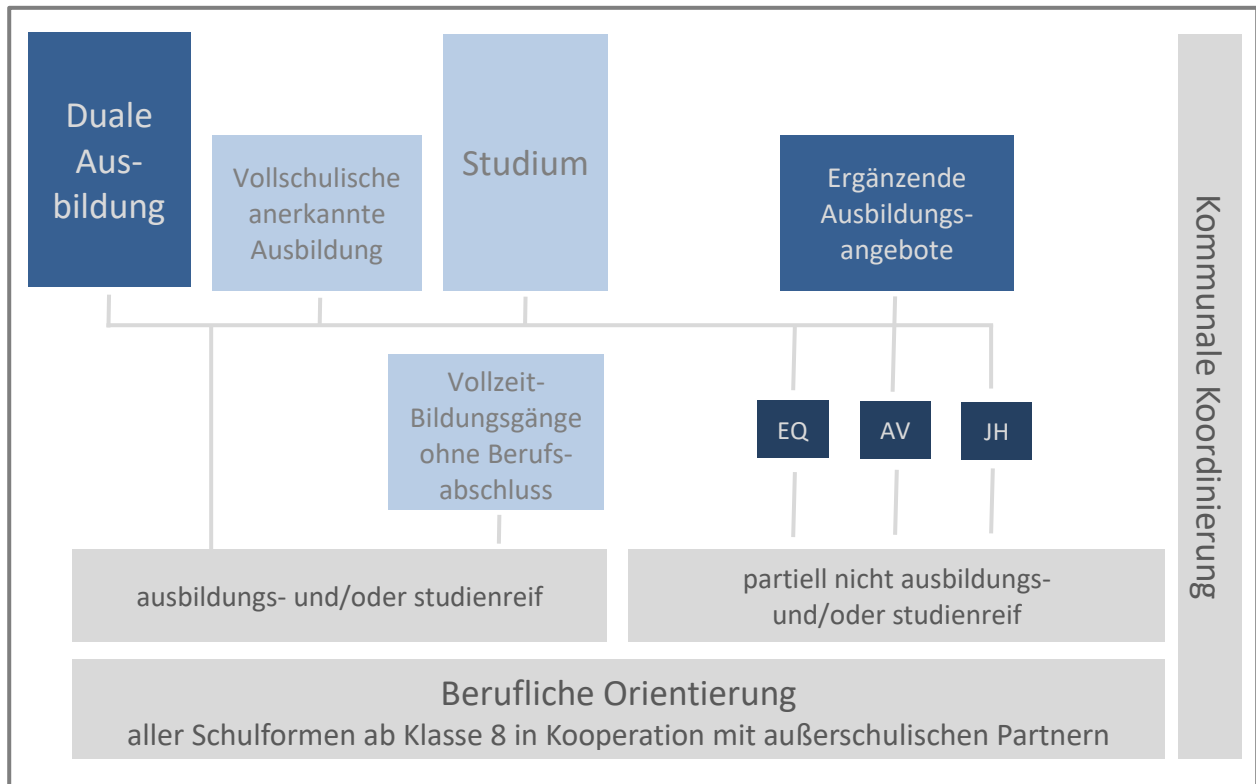 Duale
Aus-
bildung
Vollschulische
anerkannte
Ausbildung
Studium
Ergänzende
Ausbildungs-
angebote
Vollzeit-
Bildungsgänge
ohne Berufs-
abschluss
EQ
AV
JH
ausbildungs- und/oder studienreif
partiell nicht ausbildungs-
und/oder studienreif
Berufliche Orientierung
aller Schulformen ab Klasse 8 in Kooperation mit außerschulischen Partnern
Kommunale Koordinierung